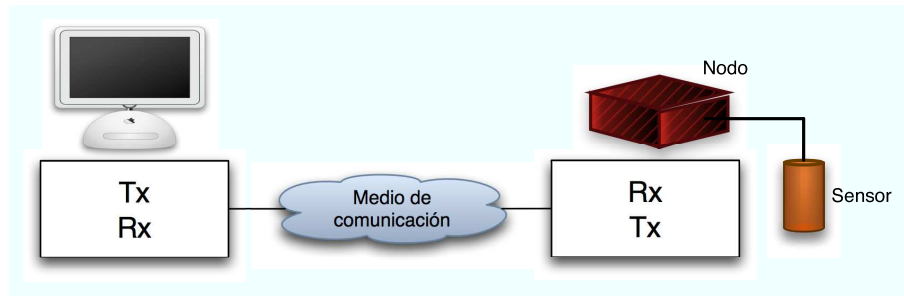 Nodo
Tx
Rx
Medio de
comunicación
Rx
Tx
Sensor